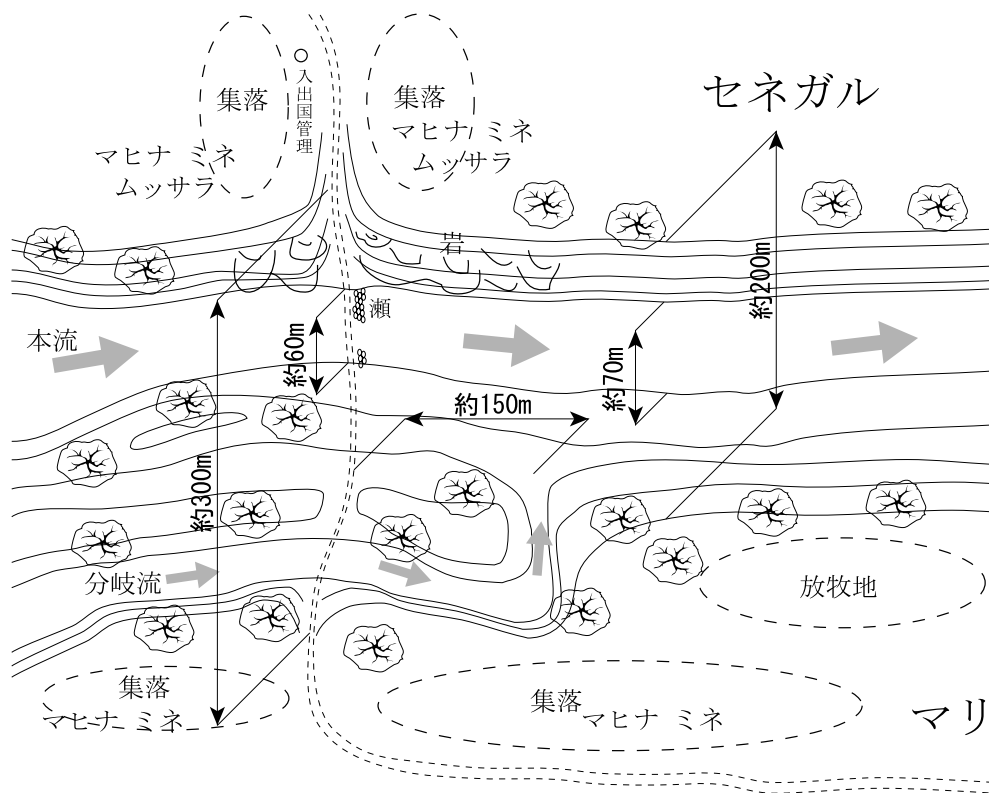 集落
入出国管理
集落
セネガル
マヒナ ミネ
ムッサラ
マヒナ ミネ
ムッサラ
岩
約200m
瀬
本流
約60m
約70m
約150m
約300m
分岐流
放牧地
集落
マヒナ ミネ
集落
マヒナ ミネ
マリ